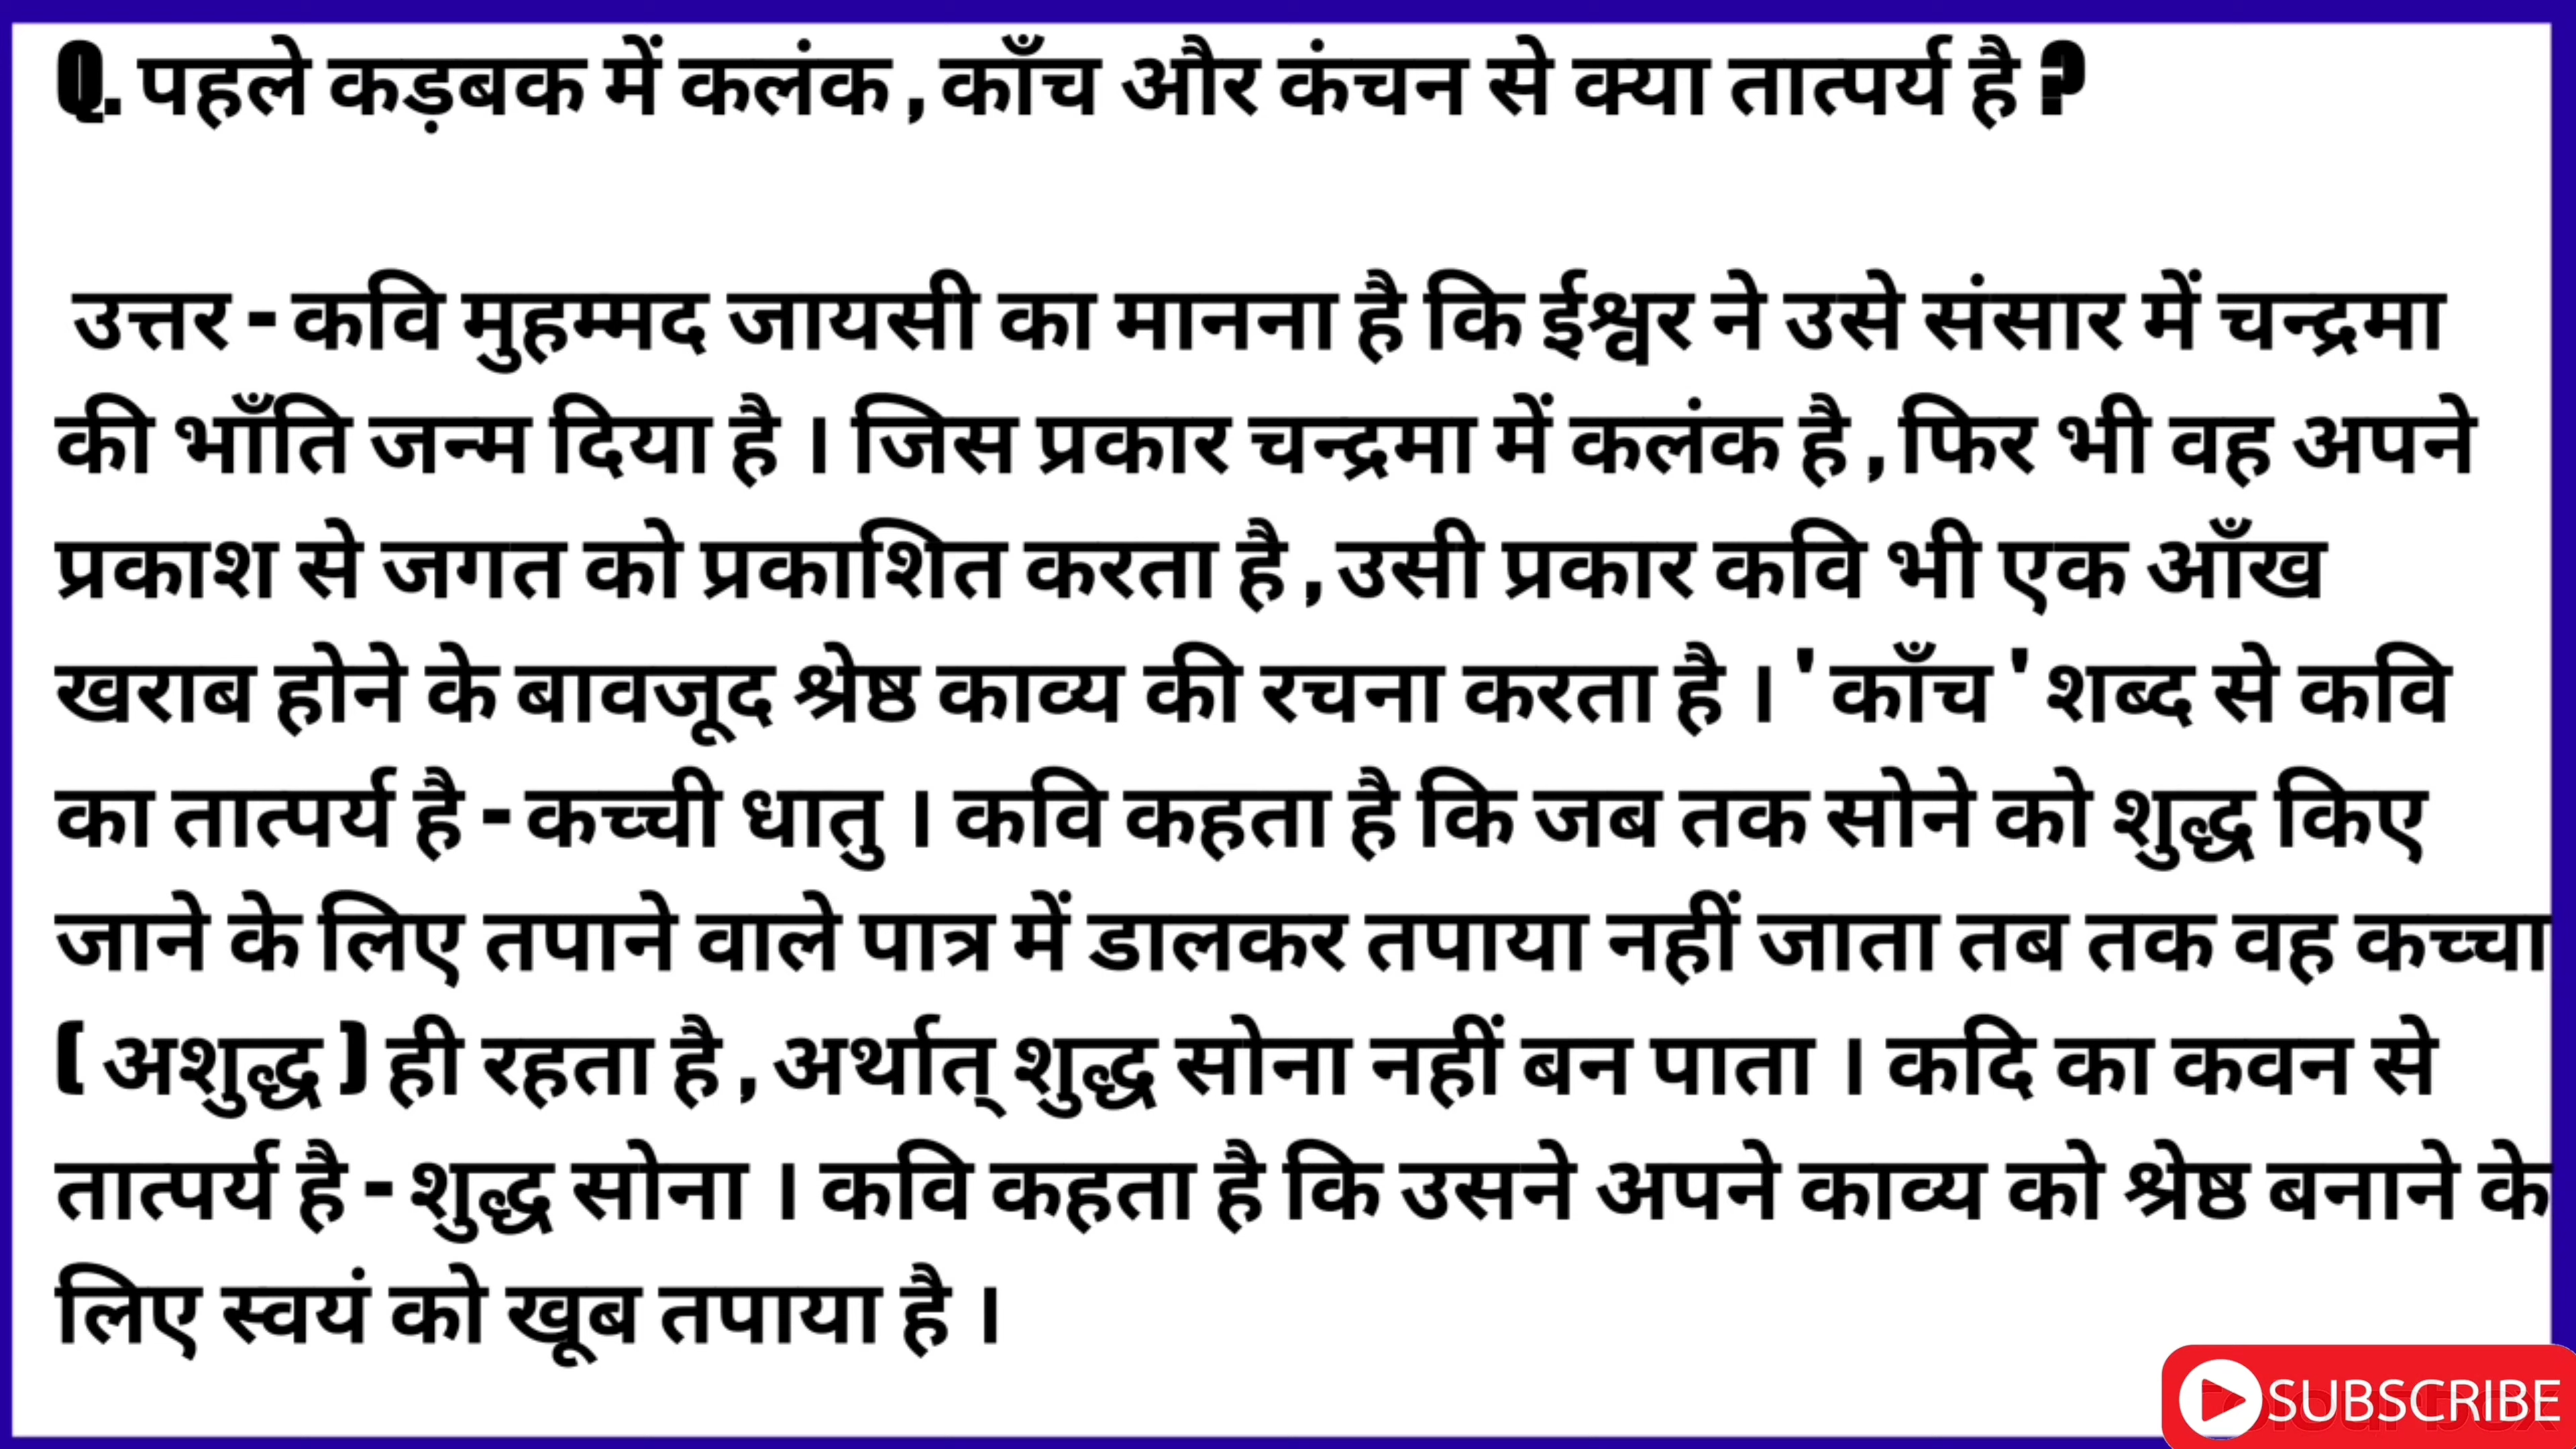 Q. पहले कड़बक में कलंक , काँच और कंचन से क्या तात्पर्य है ?
उत्तर - कवि मुहम्मद जायसी का मानना है कि ईश्वर ने उसे संसार में चन्द्रमा
की भाँति जन्म दिया है । जिस प्रकार चन्द्रमा में कलंक है , फिर भी वह अपने
प्रकाश से जगत को प्रकाशित करता है , उसी प्रकार कवि भी एक आँख
खराब होने के बावजूद श्रेष्ठ काव्य की रचना करता है । ' काँच ' शब्द से कवि
का तात्पर्य है - कच्ची धातु । कवि कहता है कि जब तक सोने को शुद्ध किए
जाने के लिए तपाने वाले पात्र में डालकर तपाया नहीं जाता तब तक वह कच्चा
( अशुद्ध ) ही रहता है , अर्थात् शुद्ध सोना नहीं बन पाता । कदि का कवन से
तात्पर्य है - शुद्ध सोना । कवि कहता है कि उसने अपने काव्य को श्रेष्ठ बनाने के
लिए स्वयं को खूब तपाया है ।
SUBSCRIBE